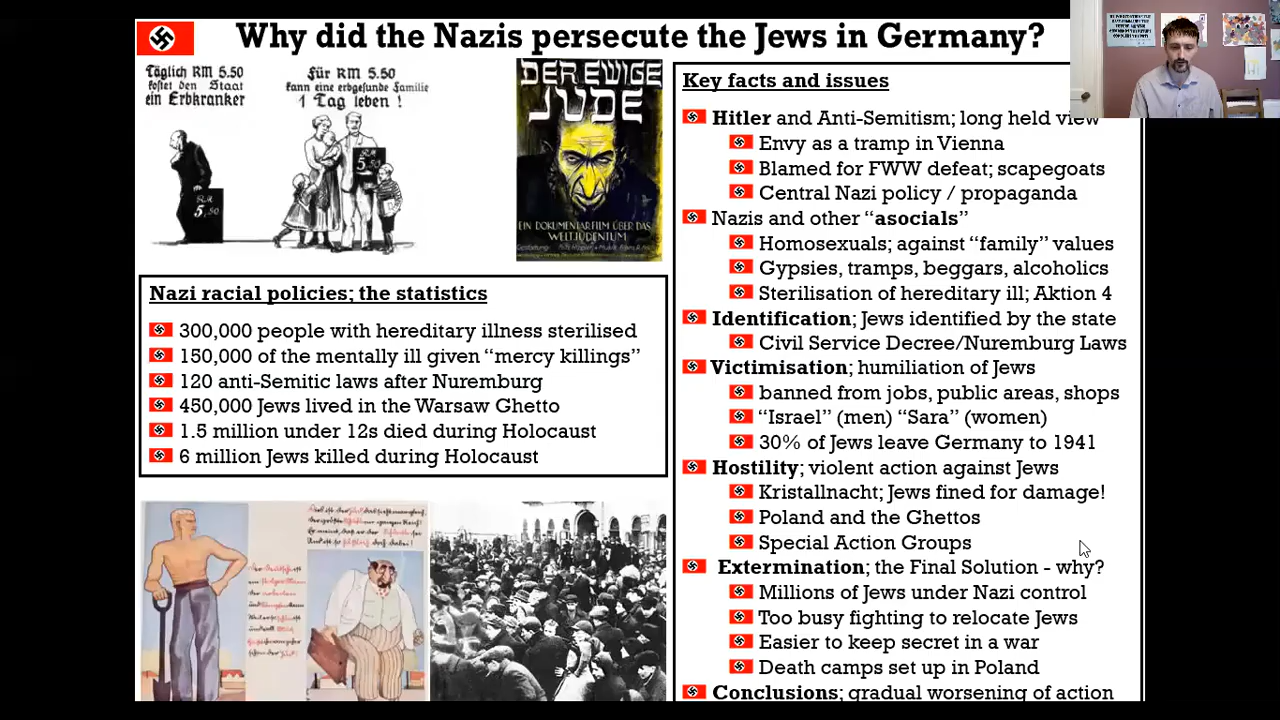 Why did the Nazis persecute the Jews in Germany?
Täglich RM 5.50
kostet den Staat
ein Erbkranker
Für RM 5.50
kann eine erbgesunde Familie
1 Tag leben !
5.50
5.50
DER EWIGE
JUDE
EIN DOKUMENTARFILM ÜBER DAS
WELTJUDENTUM
Nazi racial policies; the statistics
300,000 people with hereditary illness sterilised
150,000 of the mentally ill given “mercy killings”
120 anti-Semitic laws after Nuremburg
450,000 Jews lived in the Warsaw Ghetto
1.5 million under 12s died during Holocaust
6 million Jews killed during Holocaust
Key facts and issues
Hitler and Anti-Semitism; long held view
Envy as a tramp in Vienna
Blamed for FWW defeat; scapegoats
Central Nazi policy / propaganda
Nazis and other “asocials”
Homosexuals; against “family” values
Gypsies, tramps, beggars, alcoholics
Sterilisation of hereditary ill; Aktion 4
Identification; Jews identified by the state
Civil Service Decree/Nuremburg Laws
Victimisation; humiliation of Jews
banned from jobs, public areas, shops
“Israel” (men) “Sara” (women)
30% of Jews leave Germany to 1941
Hostility; violent action against Jews
Kristallnacht; Jews fined for damage!
Poland and the Ghettos
Special Action Groups
Extermination; the Final Solution - why?
Millions of Jews under Nazi control
Too busy fighting to relocate Jews
Easier to keep secret in a war
Death camps set up in Poland
Conclusions; gradual worsening of action